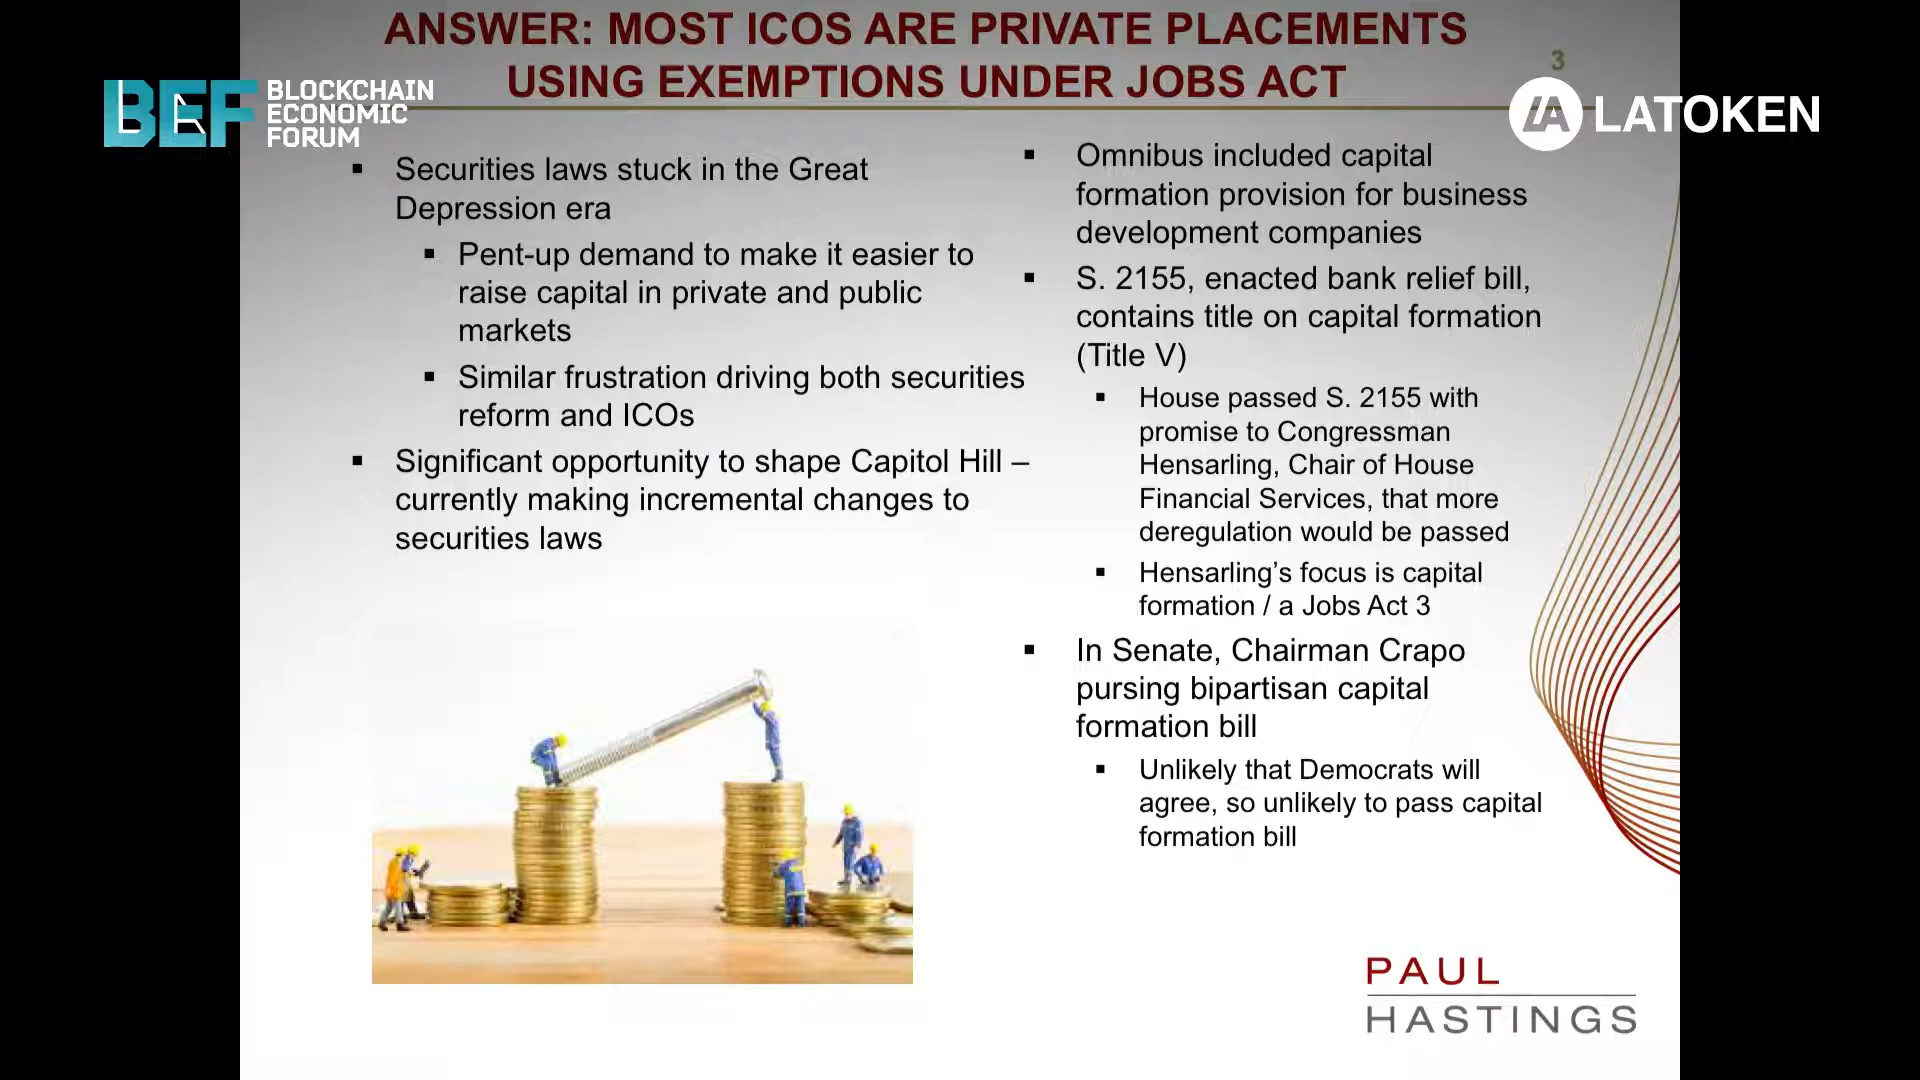 ANSWER: MOST ICOS ARE PRIVATE PLACEMENTS
USING EXEMPTIONS UNDER JOBS ACT
3
BEF BLOCKCHAIN
ECONOMIC
FORUM
LATOKEN
▪ Securities laws stuck in the Great
Depression era
▪ Pent-up demand to make it easier to
raise capital in private and public
markets
▪ Similar frustration driving both securities
reform and ICOs
▪ Significant opportunity to shape Capitol Hill –
currently making incremental changes to
securities laws
▪ Omnibus included capital
formation provision for business
development companies
▪ S. 2155, enacted bank relief bill,
contains title on capital formation
(Title V)
▪ House passed S. 2155 with
promise to Congressman
Hensarling, Chair of House
Financial Services, that more
deregulation would be passed
▪ Hensarling’s focus is capital
formation / a Jobs Act 3
▪ In Senate, Chairman Crapo
pursing bipartisan capital
formation bill
▪ Unlikely that Democrats will
agree, so unlikely to pass capital
formation bill
PAUL
HASTINGS